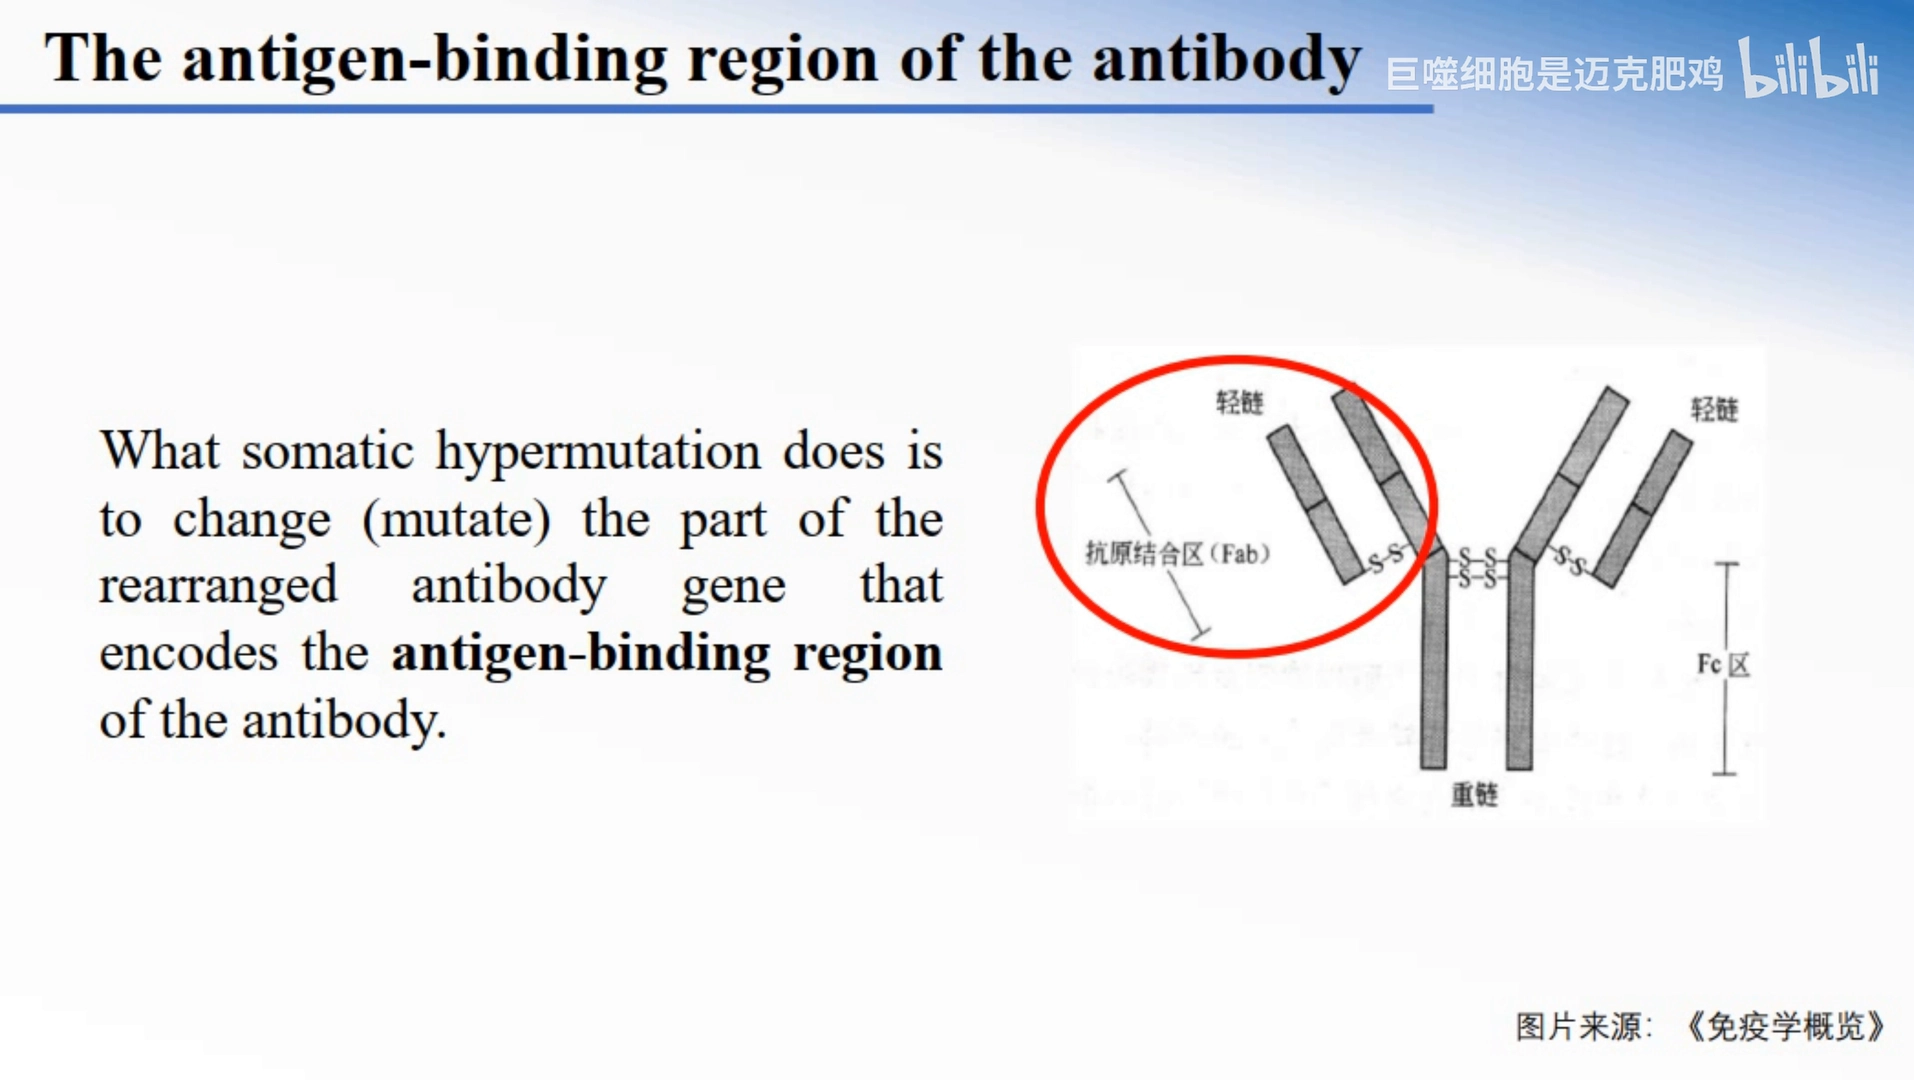 The antigen-binding region of the antibody
巨噬细胞是迈克肥鸡 bilibili
What somatic hypermutation does is
to change (mutate) the part of the
rearranged antibody gene that
encodes the antigen-binding region
of the antibody.
轻链
轻链
抗原结合区(Fab)
S-S
S-S
S-S
S-S
Fc区
重链
图片来源：《免疫学概览》